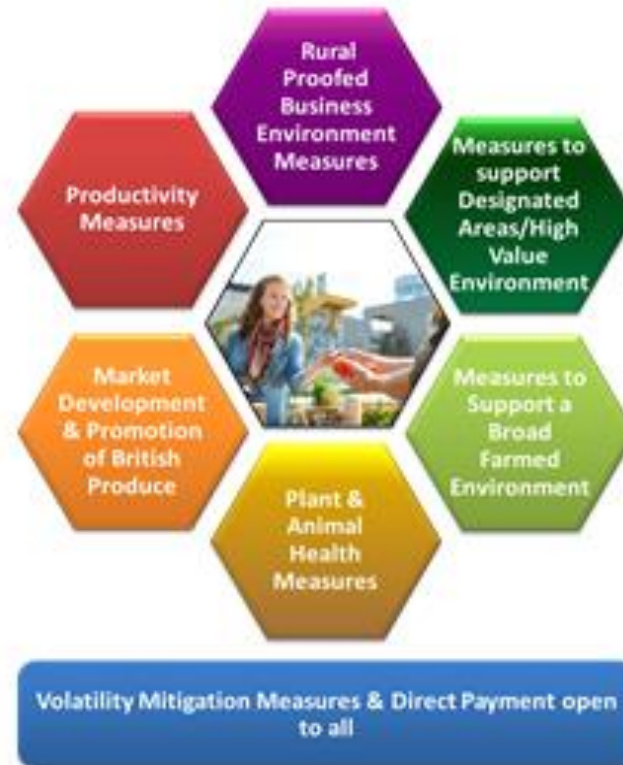 Rural
Proofed
Business
Environment
Measures
Measures to
support
Designated
Areas/High
Value
Environment
Productivity
Measures
Market
Development
& Promotion
of British
Produce
Measures to
Support a
Broad
Farmed
Environment
Plant &
Animal
Health
Measures
Volatility Mitigation Measures & Direct Payment open
to all